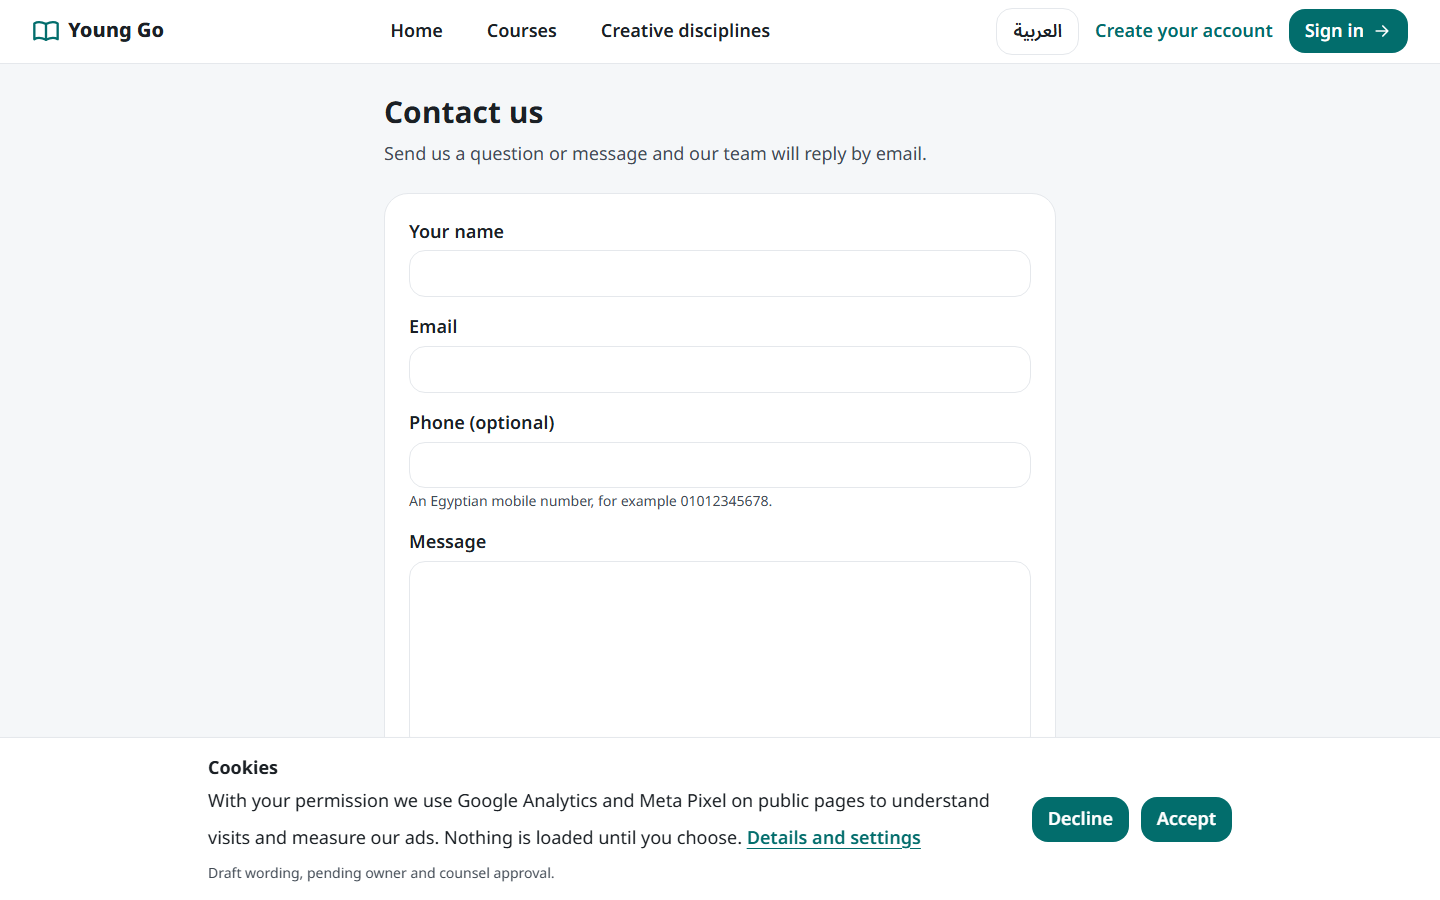 Young Go
Home
Courses
Creative disciplines
العربية
Create your account
Sign in →
Contact us
Send us a question or message and our team will reply by email.
Your name
Email
Phone (optional)
An Egyptian mobile number, for example 01012345678.
Message
Cookies
With your permission we use Google Analytics and Meta Pixel on public pages to understand
visits and measure our ads. Nothing is loaded until you choose. Details and settings
Draft wording, pending owner and counsel approval.
Decline
Accept